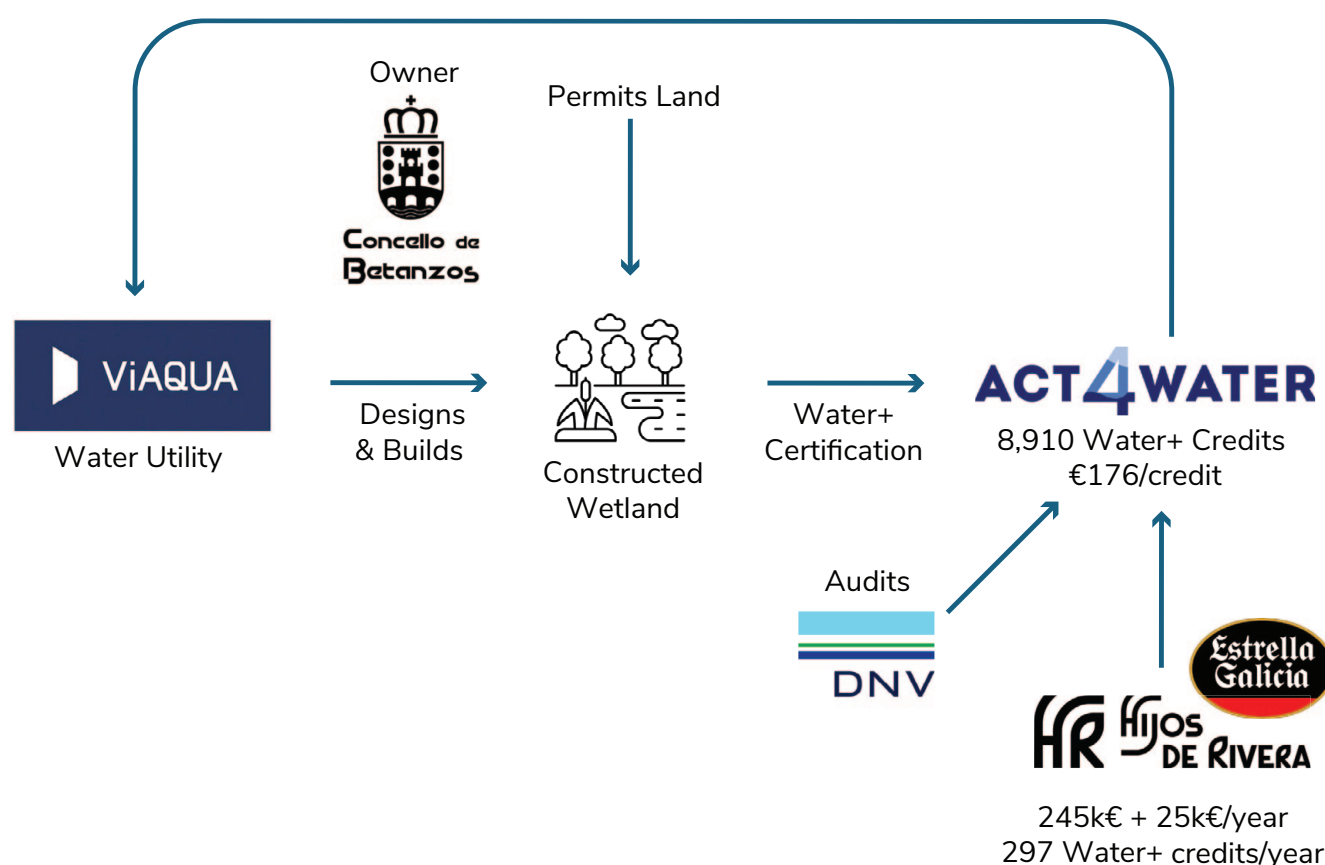 Owner
Permits Land
Concello de
Betanzos
ViAQUA
Water Utility
Designs
& Builds
Constructed
Wetland
Water+
Certification
ACT4WATER
8,910 Water+ Credits
€176/credit
Audits
DNV
Estrella
Galicia
HR HIJOS
DE RIVERA
245k€ + 25k€/year
297 Water+ credits/year